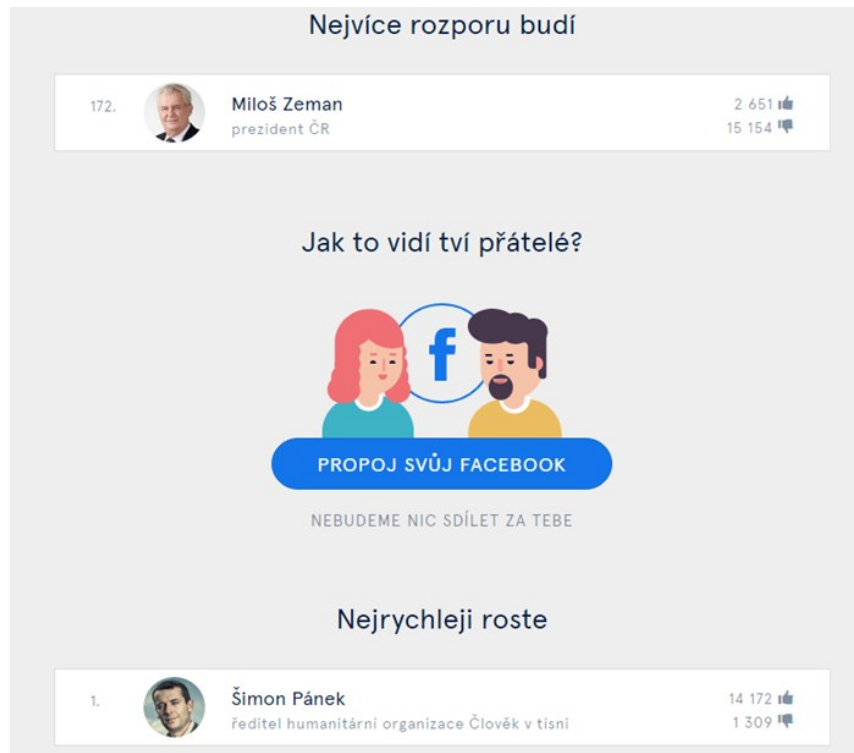 Nejvíce rozporu budí
172.
Miloš Zeman
2 651
prezident ČR
15 154
Jak to vidí tví přátelé?
f
PROPOJ SVŮJ FACEBOOK
NEBUDEME NIC SDÍLET ZA TEBE
Nejrychleji roste
1.
Šimon Pánek
14 172
ředitel humanitární organizace Člověk v tísni
1 309